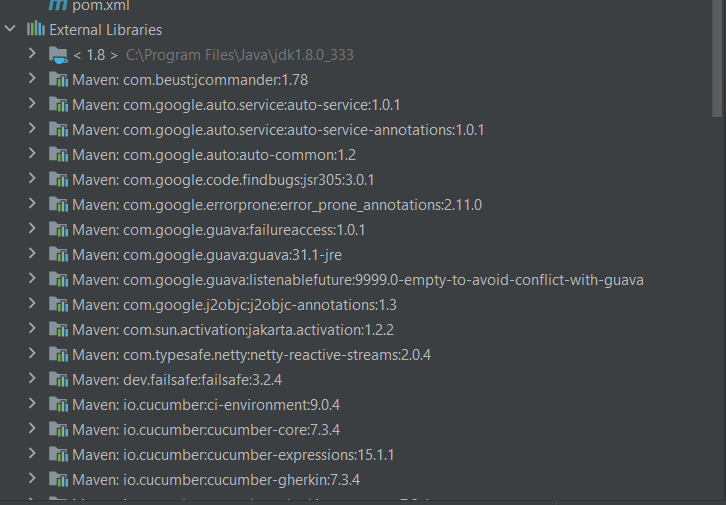 pom.xml
External Libraries
< 1.8 > C:\Program Files\Java\jdk1.8.0_333
Maven: com.beust:jcommander:1.78
Maven: com.google.auto.service:auto-service:1.0.1
Maven: com.google.auto.service:auto-service-annotations:1.0.1
Maven: com.google.auto:auto-common:1.2
Maven: com.google.code.findbugs:jsr305:3.0.1
Maven: com.google.errorprone:error_prone_annotations:2.11.0
Maven: com.google.guava:failureaccess:1.0.1
Maven: com.google.guava:guava:31.1-jre
Maven: com.google.guava:listenablefuture:9999.0-empty-to-avoid-conflict-with-guava
Maven: com.google.j2objc:j2objc-annotations:1.3
Maven: com.sun.activation:jakarta.activation:1.2.2
Maven: com.typesafe.netty:netty-reactive-streams:2.0.4
Maven: dev.failsafe:failsafe:3.2.4
Maven: io.cucumber:ci-environment:9.0.4
Maven: io.cucumber:cucumber-core:7.3.4
Maven: io.cucumber:cucumber-expressions:15.1.1
Maven: io.cucumber:cucumber-gherkin:7.3.4